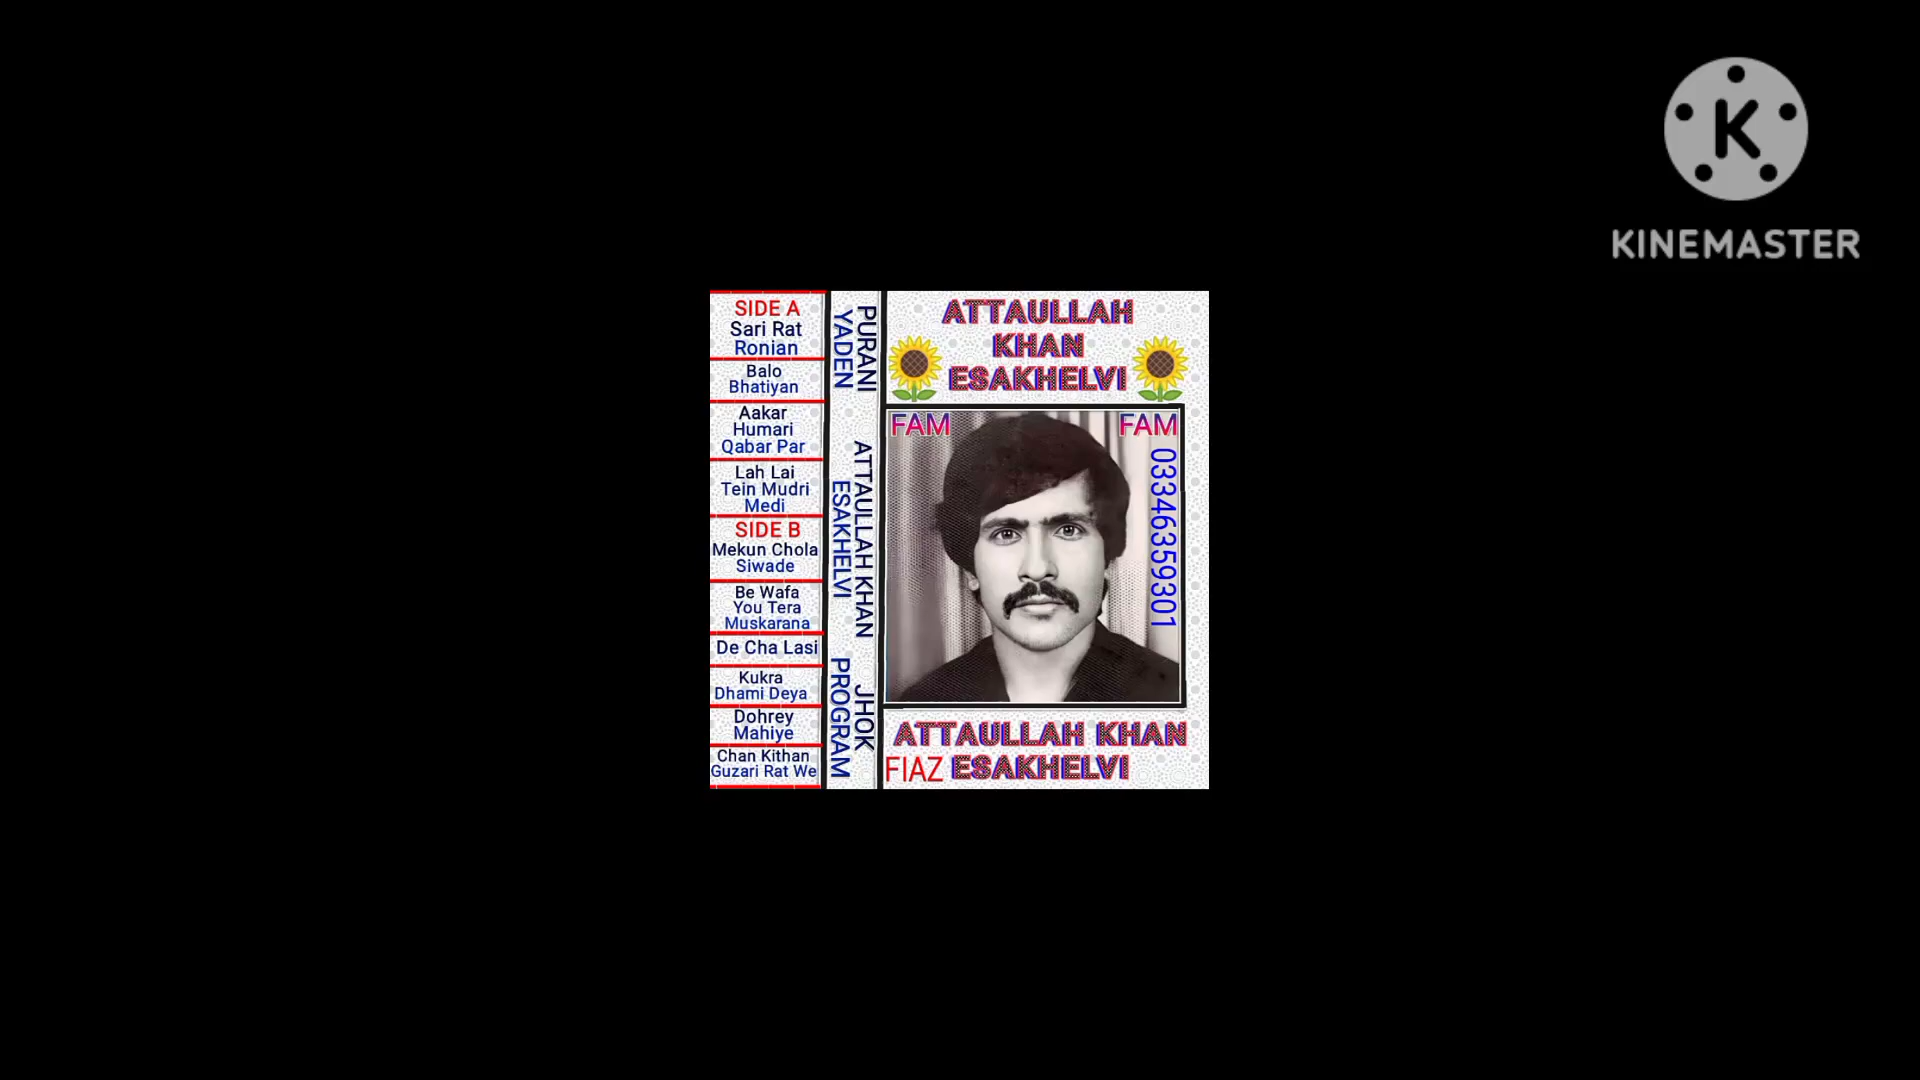 SIDE A
Sari Rat
Ronian
Balo
Bhatiyan
Aakar
Humari
Qabar Par
Lah Lai
Tein Mudri
Medi
SIDE B
Mekun Chola
Siwade
Be Wafa
You Tera
Muskarana
De Cha Lasi
Kukra
Dhami Deya
Dohrey
Mahiye
Chan Kithan
Guzari Rat We
PURANI
YADEN
ATTAULLAH KHAN
ESAKHELVI
JHOK
PROGRAM
ATTAULLAH
KHAN
ESAKHELVI
FAM FAM
03346359301
ATTAULLAH KHAN
FIAZ ESAKHELVI
K
KINEMASTER